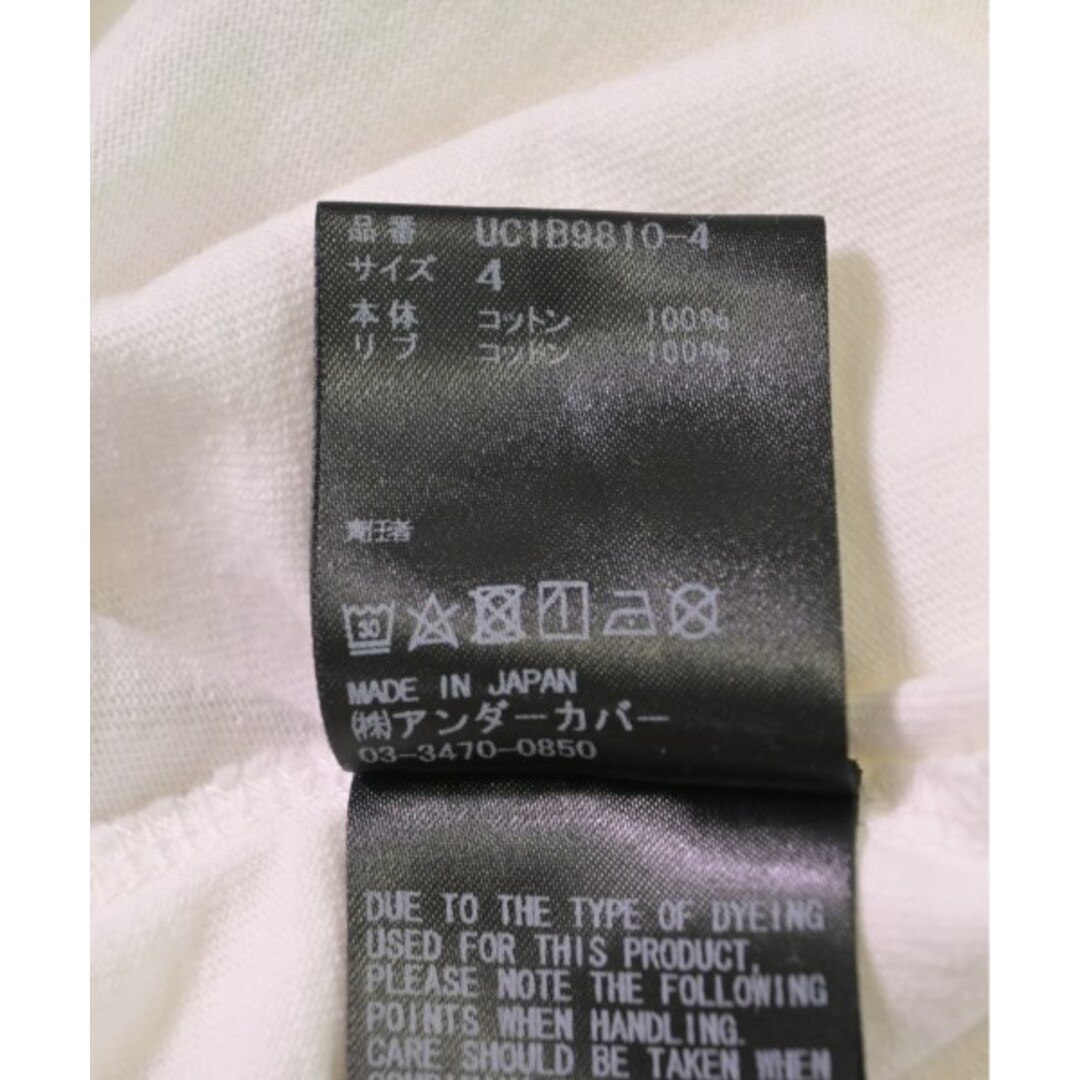 品番 UC1B9810-4
サイズ 4
本体 コットン 100%
リブ コットン 100%
責任者
30
MADE IN JAPAN
㈱アンダーカバー
03-3470-0850
DUE TO THE TYPE OF DYEING
USED FOR THIS PRODUCT,
PLEASE NOTE THE FOLLOWING
POINTS WHEN HANDLING.
CARE SHOULD BE TAKEN WHEN